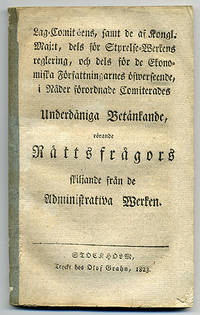 Lag-Comitéens, samt de af Kongl.
Maj:t, dels för Styrelse-Werkens
reglering, och dels för de Ekono-
miska Författningarnes öfwerseende,
i Nåder förordnade Comiterades
Underdåniga Betänkande,
rörande
Rättsfrågors
skiljande från de
Administrativa Werken.
STOCKHOLM,
Tryckt hos Olof Grahn, 1823.